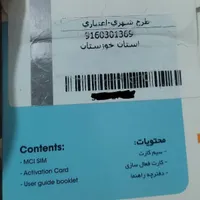 طرح شهری-اعتباری
9160301369
استان خوزستان
محتویات:
- سیم کارت
- کارت فعال سازی
- دفترچه راهنما
Contents:
- MCI SIM
- Activation Card
- User guide booklet